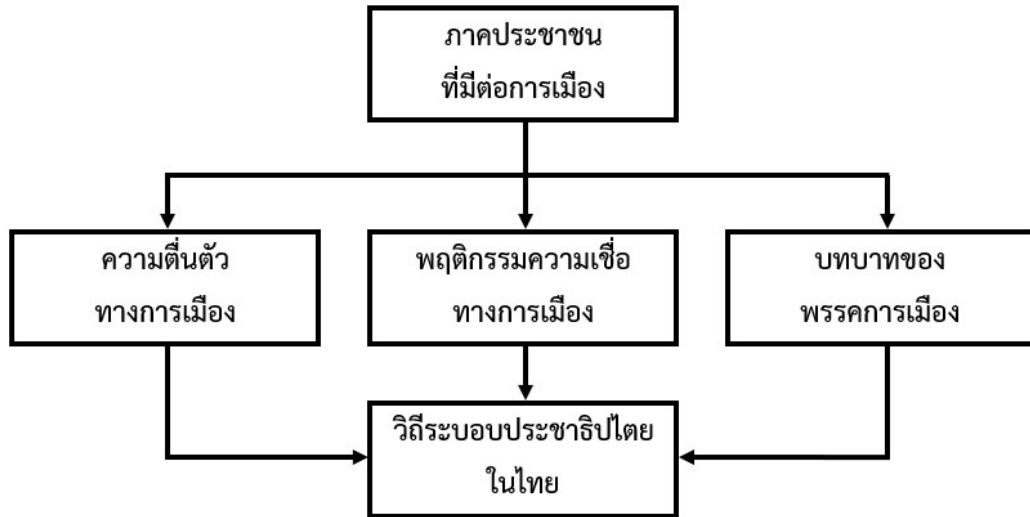 ภาคประชาชน
ที่มีต่อการเมือง
ความตื่นตัว
ทางการเมือง
พฤติกรรมความเชื่อ
ทางการเมือง
บทบาทของ
พรรคการเมือง
วิถีระบอบประชาธิปไตย
ในไทย